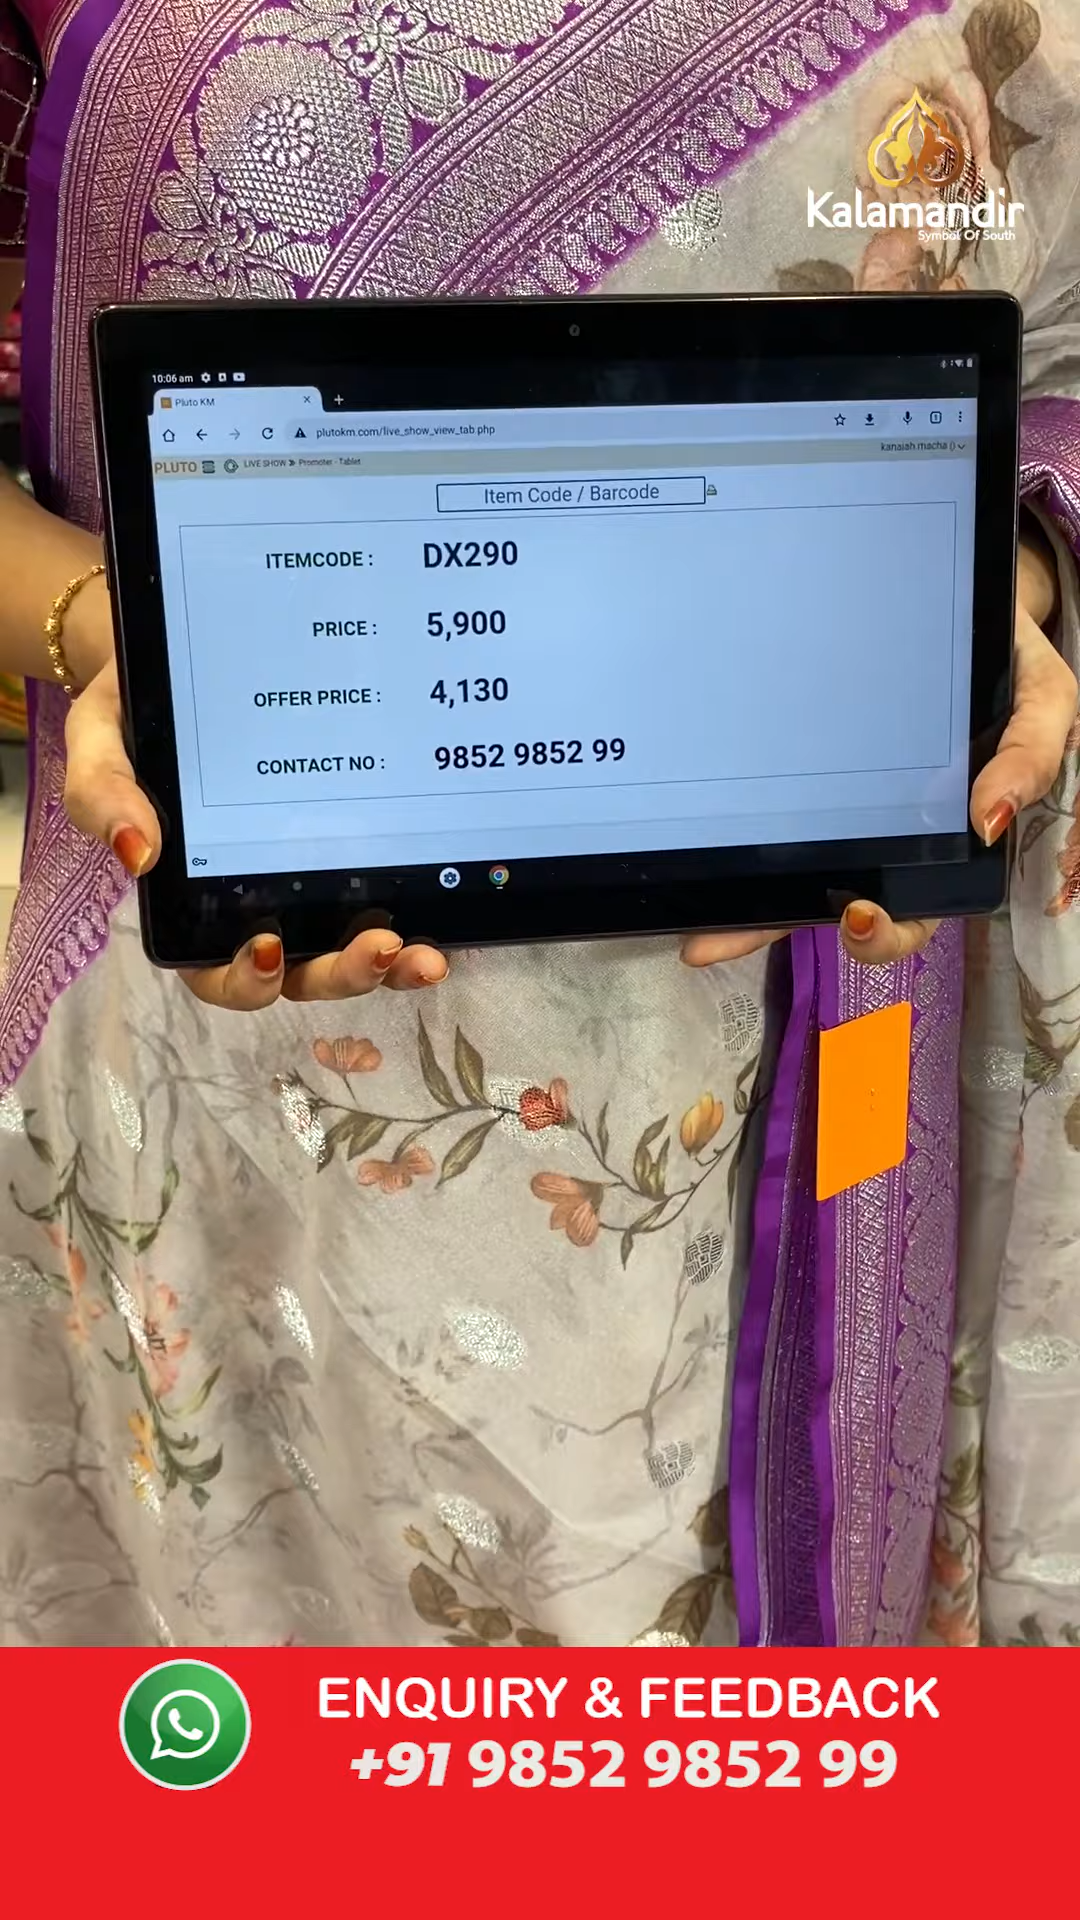 Kalamandir
Symbol Of South
10:06 am
Pluto KM
plutokm.com/live_show_view_tab.php
kanaiah macha ()
PLUTO
LIVE SHOW » Promoter - Tablet
Item Code / Barcode
ITEMCODE : DX290
PRICE : 5,900
OFFER PRICE : 4,130
CONTACT NO : 9852 9852 99
ENQUIRY & FEEDBACK
+91 9852 9852 99